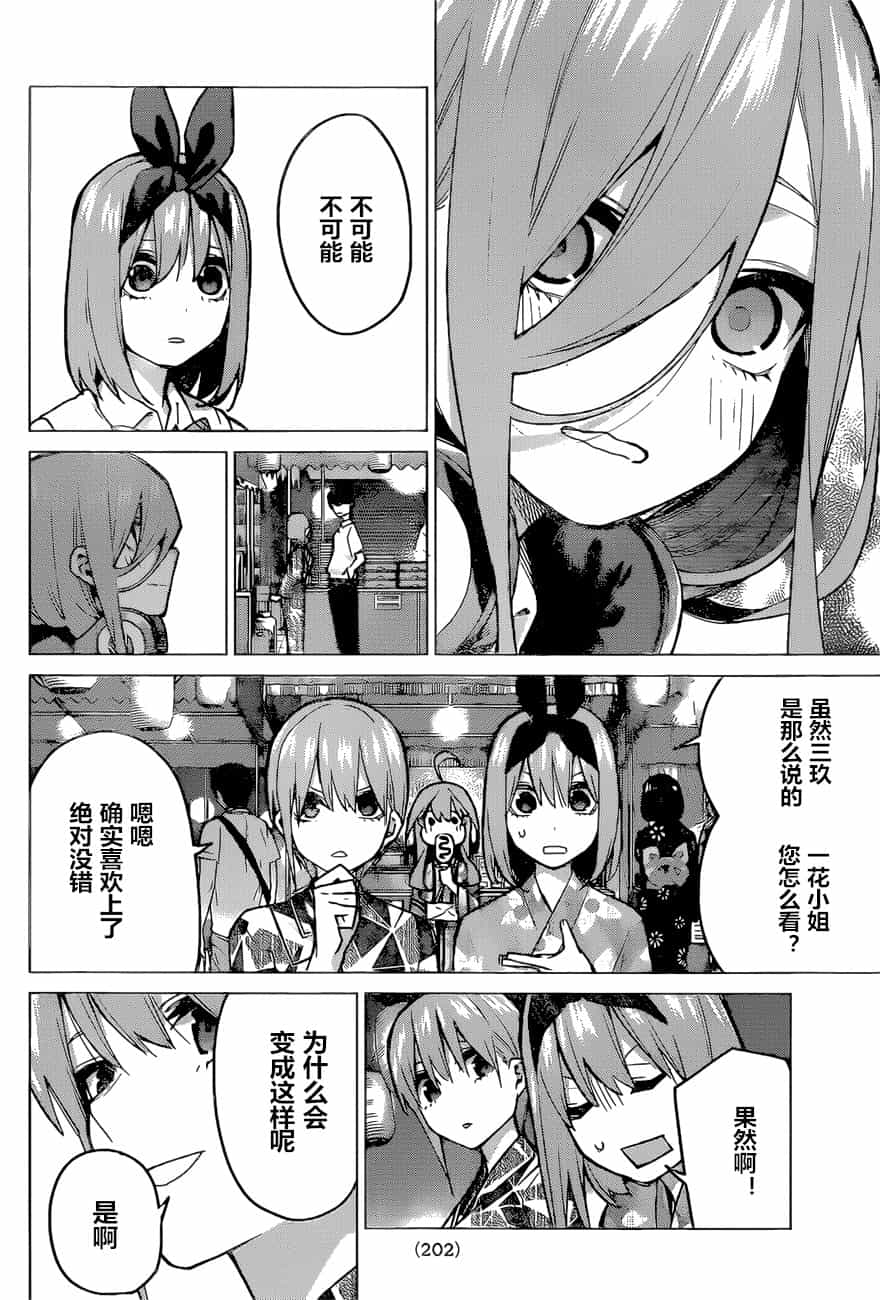 不可能
不可能
虽然三玖
是那么说的
一花小姐
您怎么看？
嗯嗯
确实喜欢上了
绝对没错
果然啊！
为什么会
变成这样呢
是啊
(202)